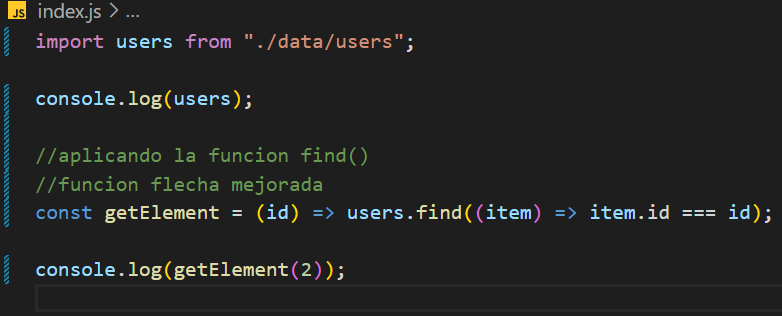 JS index.js > ...
import users from "./data/users";
console.log(users);
//aplicando la funcion find()
//funcion flecha mejorada
const getElement = (id) => users.find((item) => item.id === id);
console.log(getElement(2));